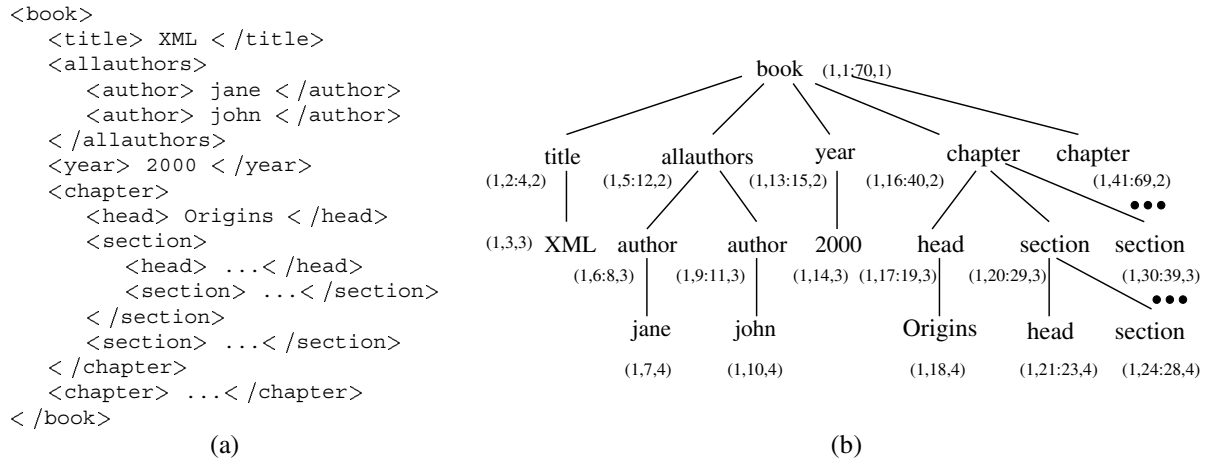 <book>
<title> XML < /title>
<allauthors>
<author> jane < /author>
<author> john < /author>
< /allauthors>
<year> 2000 < /year>
<chapter>
<head> Origins < /head>
<section>
<head> ...< /head>
<section> ...< /section>
< /section>
<section> ...< /section>
< /chapter>
<chapter> ...< /chapter>
< /book>
(a)
book (1,1:70,1)
title allauthors year chapter chapter
(1,2:4,2) (1,5:12,2) (1,13:15,2) (1,16:40,2) (1,41:69,2)
•••
(1,3,3) XML author author 2000 head section section
(1,6:8,3) (1,9:11,3) (1,14,3) (1,17:19,3) (1,20:29,3) (1,30:39,3)
•••
jane john Origins head section
(1,7,4) (1,10,4) (1,18,4) (1,21:23,4) (1,24:28,4)
(b)